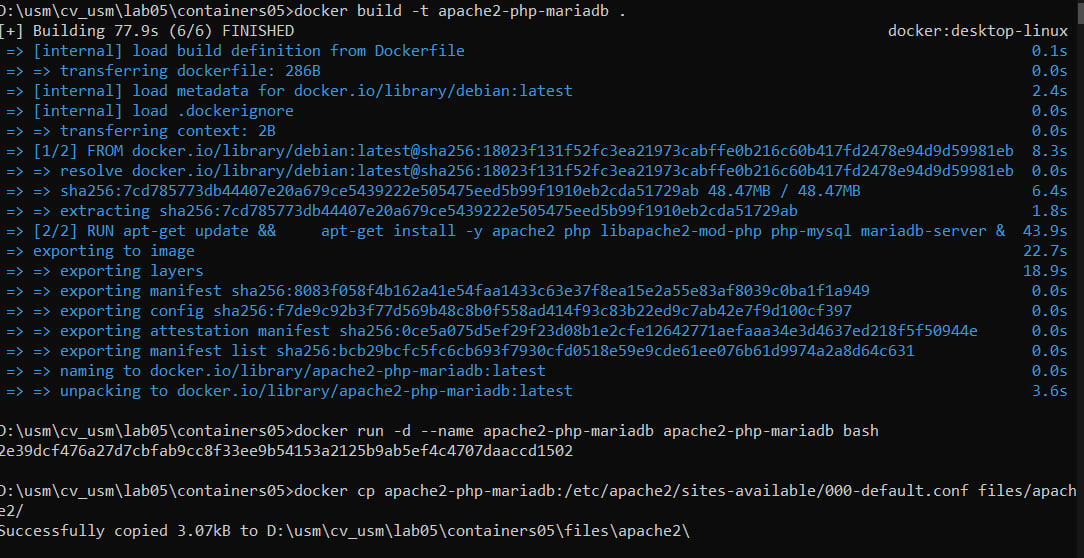 D:\usm\cv_usm\lab05\containers05>docker build -t apache2-php-mariadb .
[+] Building 77.9s (6/6) FINISHED docker:desktop-linux
=> [internal] load build definition from Dockerfile 0.1s
=> => transferring dockerfile: 286B 0.0s
=> [internal] load metadata for docker.io/library/debian:latest 2.4s
=> [internal] load .dockerignore 0.0s
=> => transferring context: 2B 0.0s
=> [1/2] FROM docker.io/library/debian:latest@sha256:18023f131f52fc3ea21973cabffe0b216c60b417fd2478e94d9d59981eb 8.3s
=> => resolve docker.io/library/debian:latest@sha256:18023f131f52fc3ea21973cabffe0b216c60b417fd2478e94d9d59981eb 0.0s
=> => sha256:7cd785773db44407e20a679ce5439222e505475eed5b99f1910eb2cda51729ab 48.47MB / 48.47MB 6.4s
=> => extracting sha256:7cd785773db44407e20a679ce5439222e505475eed5b99f1910eb2cda51729ab 1.8s
=> [2/2] RUN apt-get update &&     apt-get install -y apache2 php libapache2-mod-php php-mysql mariadb-server & 43.9s
=> exporting to image 22.7s
=> => exporting layers 18.9s
=> => exporting manifest sha256:8083f058f4b162a41e54faa1433c63e37f8ea15e2a55e83af8039c0ba1f1a949 0.0s
=> => exporting config sha256:f7de9c92b3f77d569b48c8b0f558ad414f93c83b22ed9c7ab42e7f9d100cf397 0.0s
=> => exporting attestation manifest sha256:0ce5a075d5ef29f23d08b1e2cfe12642771aefaaa34e3d4637ed218f5f50944e 0.0s
=> => exporting manifest list sha256:bcb29bcfc5fc6cb693f7930cfd0518e59e9cde61ee076b61d9974a2a8d64c631 0.0s
=> => naming to docker.io/library/apache2-php-mariadb:latest 0.0s
=> => unpacking to docker.io/library/apache2-php-mariadb:latest 3.6s
D:\usm\cv_usm\lab05\containers05>docker run -d --name apache2-php-mariadb apache2-php-mariadb bash
2e39dcf476a27d7cbfab9cc8f33ee9b54153a2125b9ab5ef4c4707daaccd1502
D:\usm\cv_usm\lab05\containers05>docker cp apache2-php-mariadb:/etc/apache2/sites-available/000-default.conf files/apach
e2/
Successfully copied 3.07kB to D:\usm\cv_usm\lab05\containers05\files\apache2\